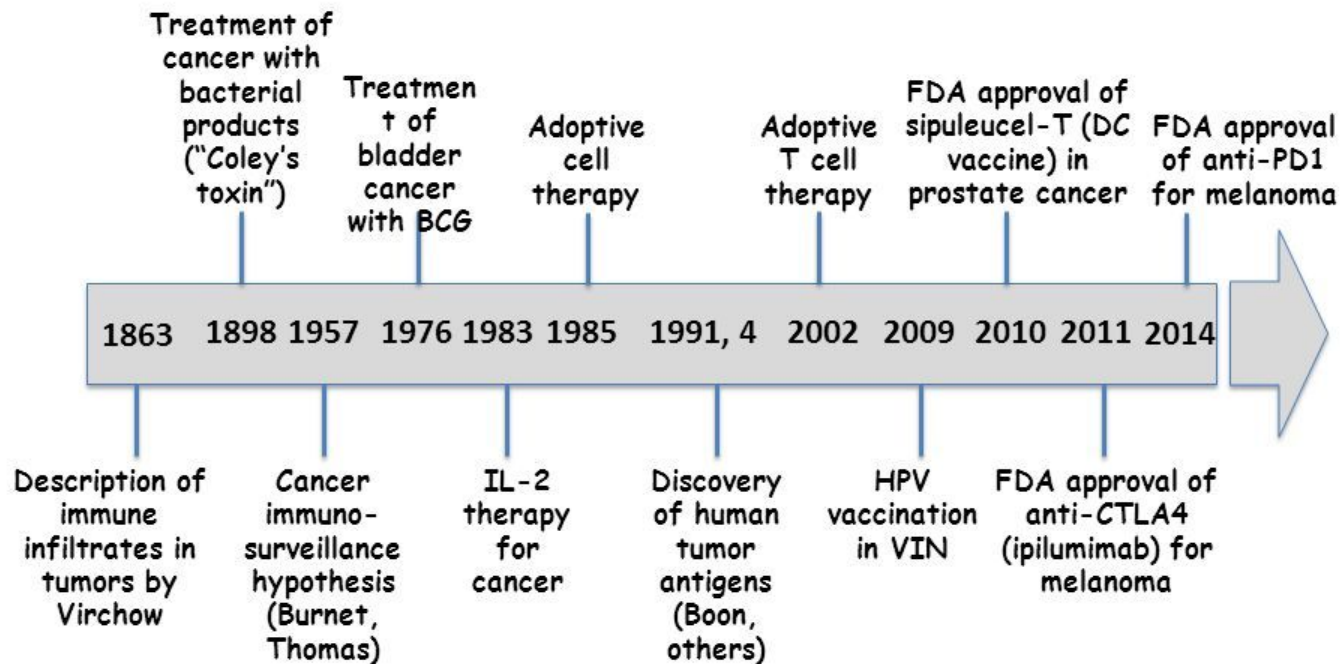 Treatment of
cancer with
bacterial
products
("Coley's
toxin")
Treatmen
t of
bladder
cancer
with BCG
Adoptive
cell
therapy
Adoptive
T cell
therapy
FDA approval of
sipuleucel-T (DC
vaccine) in
prostate cancer
FDA approval
of anti-PD1
for melanoma
1863 1898 1957 1976 1983 1985 1991, 4 2002 2009 2010 2011 2014
Description of
immune
infiltrates in
tumors by
Virchow
Cancer
immuno-
surveillance
hypothesis
(Burnet,
Thomas)
IL-2
therapy
for
cancer
Discovery
of human
tumor
antigens
(Boon,
others)
HPV
vaccination
in VIN
FDA approval of
anti-CTLA4
(ipilumimab) for
melanoma